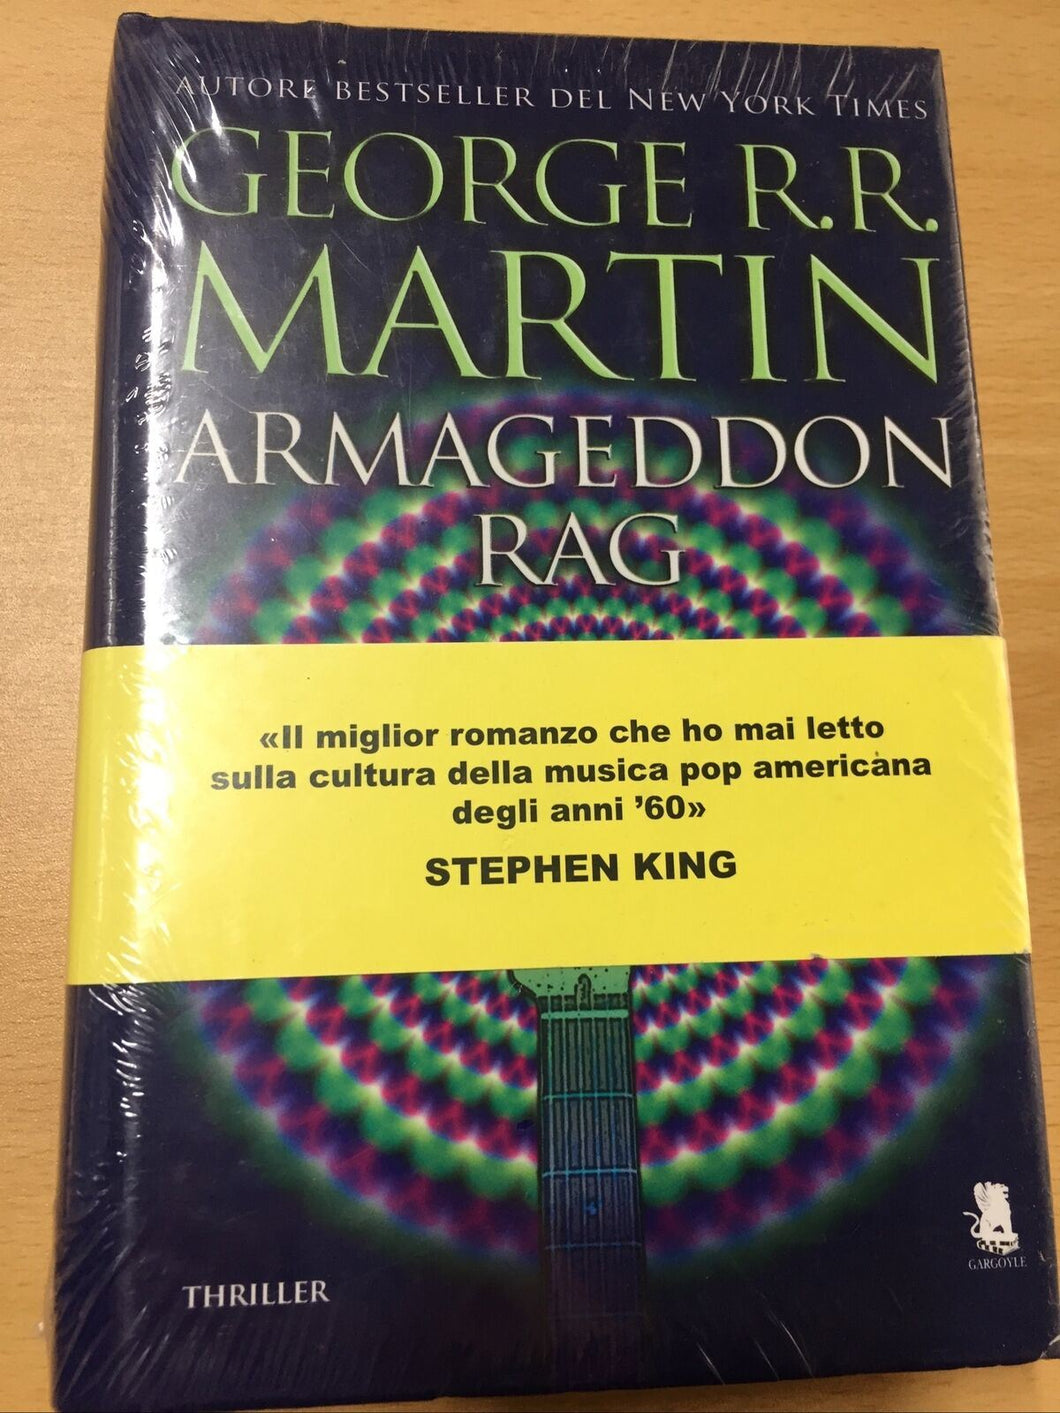 AUTORE BESTSELLER DEL NEW YORK TIMES
GEORGE R.R.
MARTIN
ARMAGEDDON
RAG
«Il miglior romanzo che ho mai letto
sulla cultura della musica pop americana
degli anni ’60»
STEPHEN KING
THRILLER
GARGOYLE